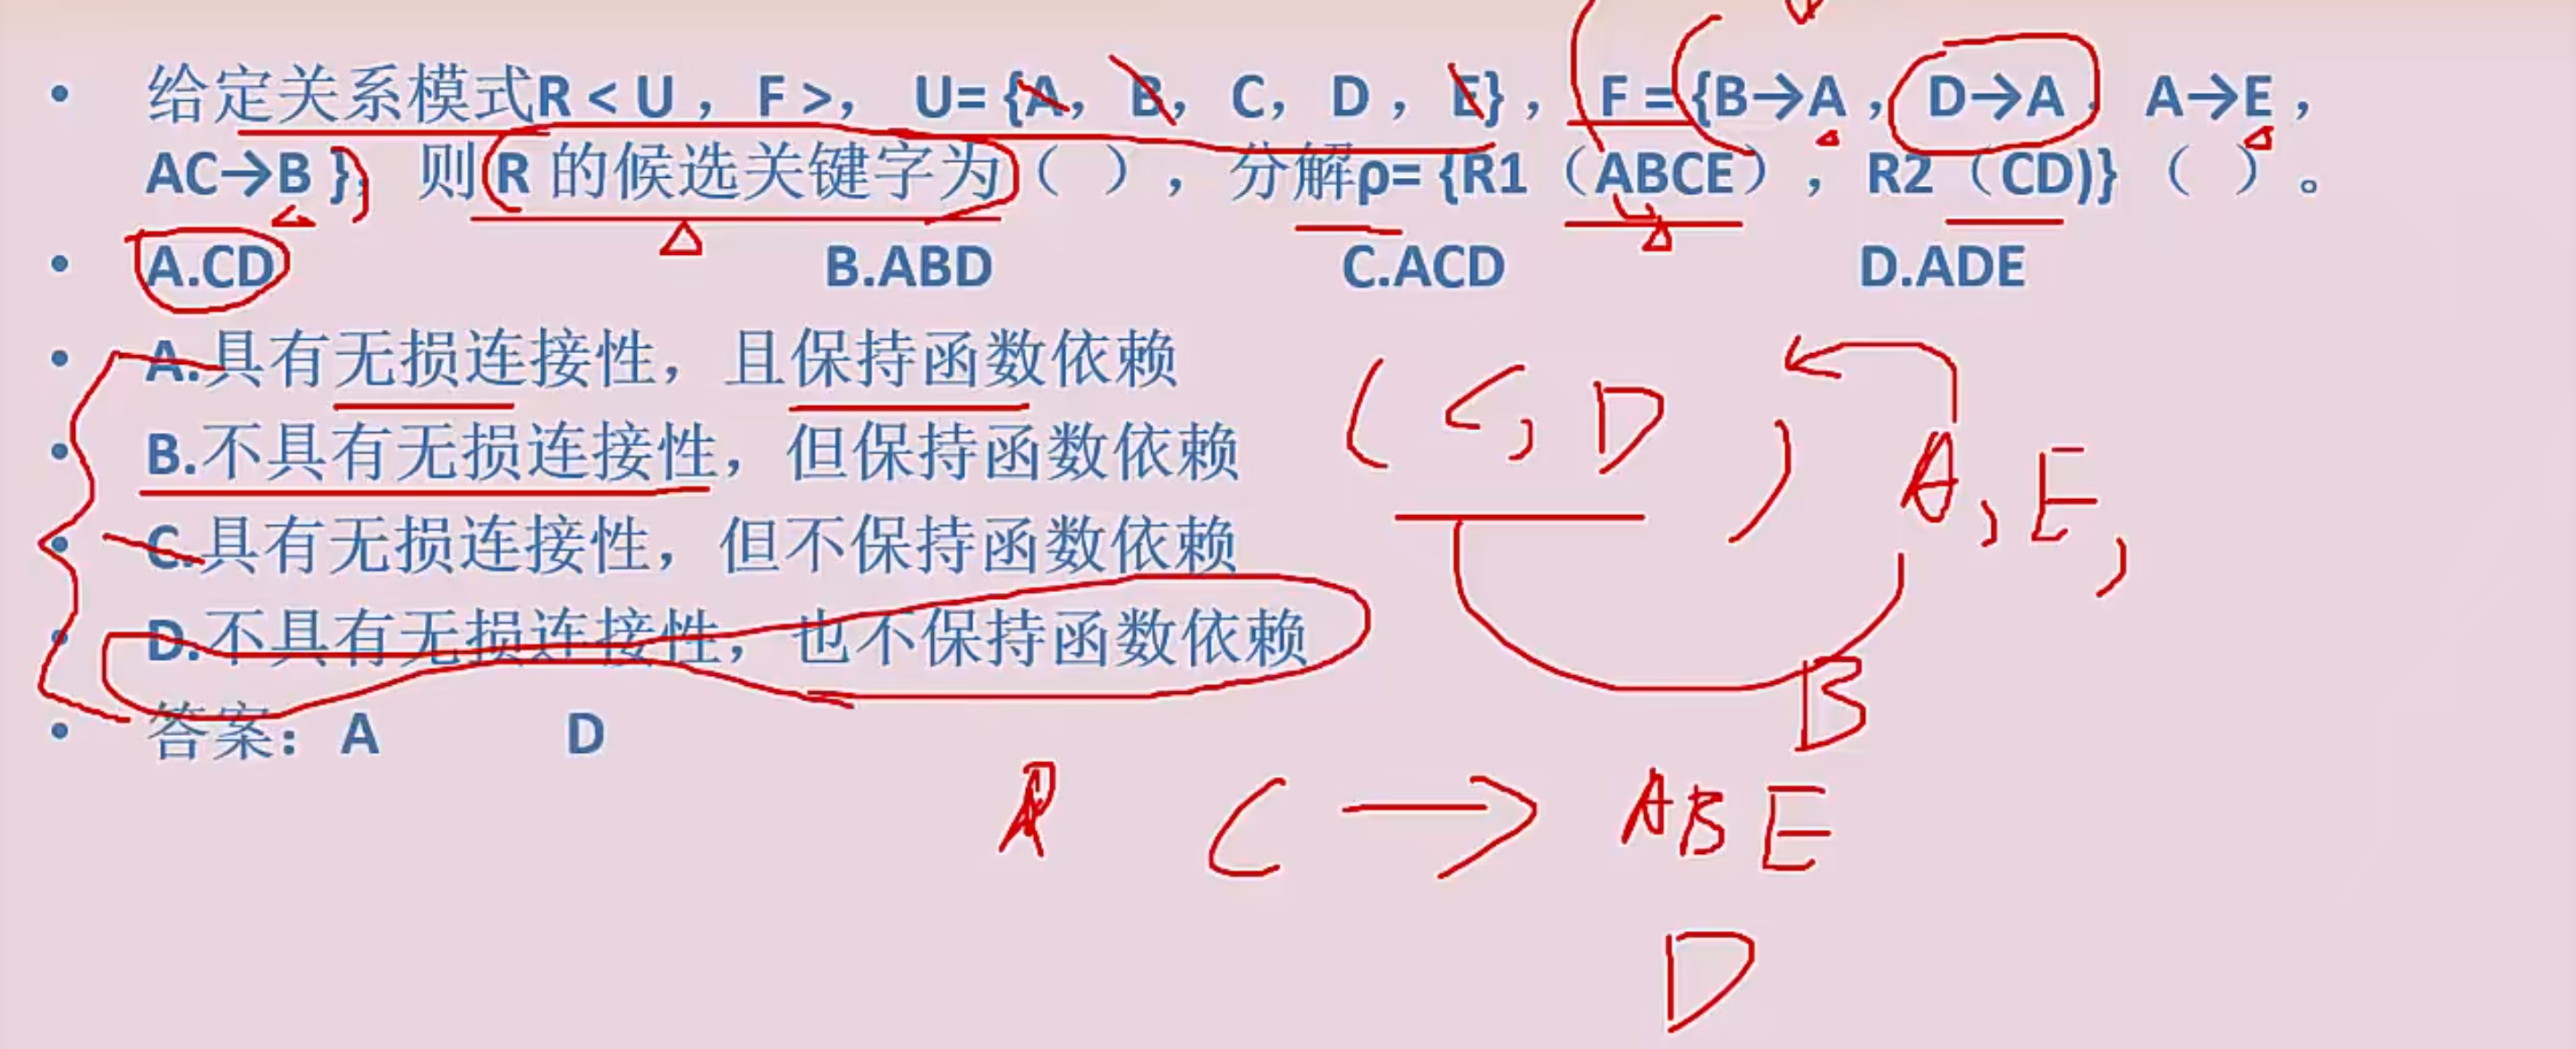 • 给定关系模式R < U ， F >， U= {A， B， C， D ， E} ， F = {B→A ， D→A ， A→E ，
AC→B }， 则 R 的候选关键字为（ ），分解ρ= {R1（ABCE），R2（CD)} （ ）。
• A.CD B.ABD C.ACD D.ADE
• A.具有无损连接性，且保持函数依赖
• B.不具有无损连接性，但保持函数依赖
• C.具有无损连接性，但不保持函数依赖
• D.不具有无损连接性，也不保持函数依赖
• 答案：A D
( C, D ) A, E,
B
C → ABE
D